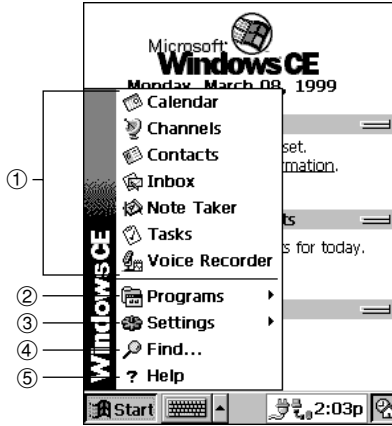 Microsoft
Windows CE
Monday, March 08, 1999
① Calendar
Channels
set.
Contacts
rmation.
Inbox
Note Taker
ts
Tasks
s for today.
Voice Recorder
② Programs
③ Settings
④ Find...
⑤ ? Help
Windows CE
Start
2:03p